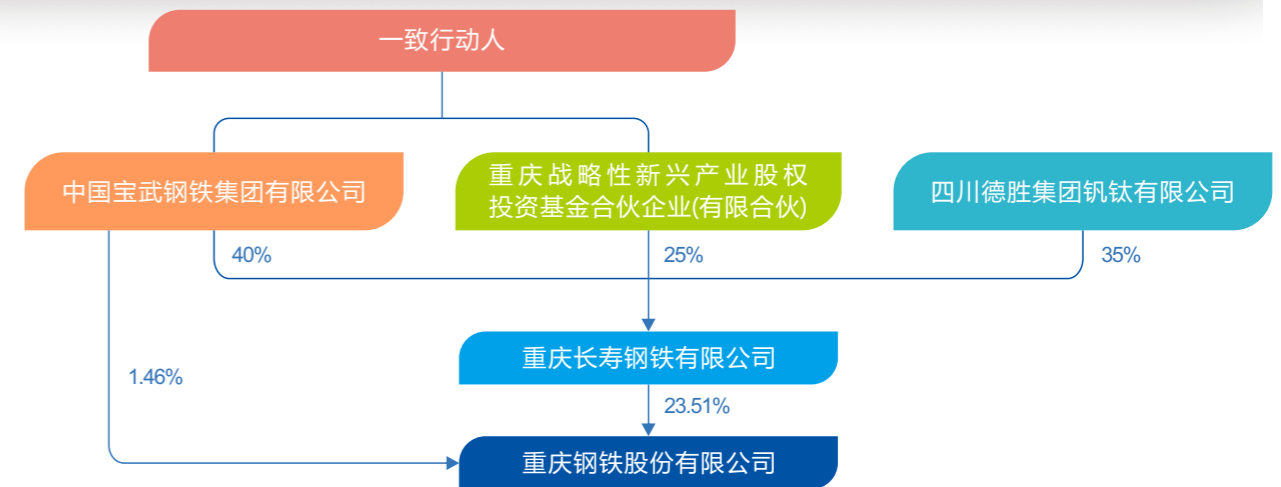 一致行动人
中国宝武钢铁集团有限公司
重庆战略性新兴产业股权
投资基金合伙企业(有限合伙)
四川德胜集团钒钛有限公司
40%
25%
35%
重庆长寿钢铁有限公司
1.46%
23.51%
重庆钢铁股份有限公司